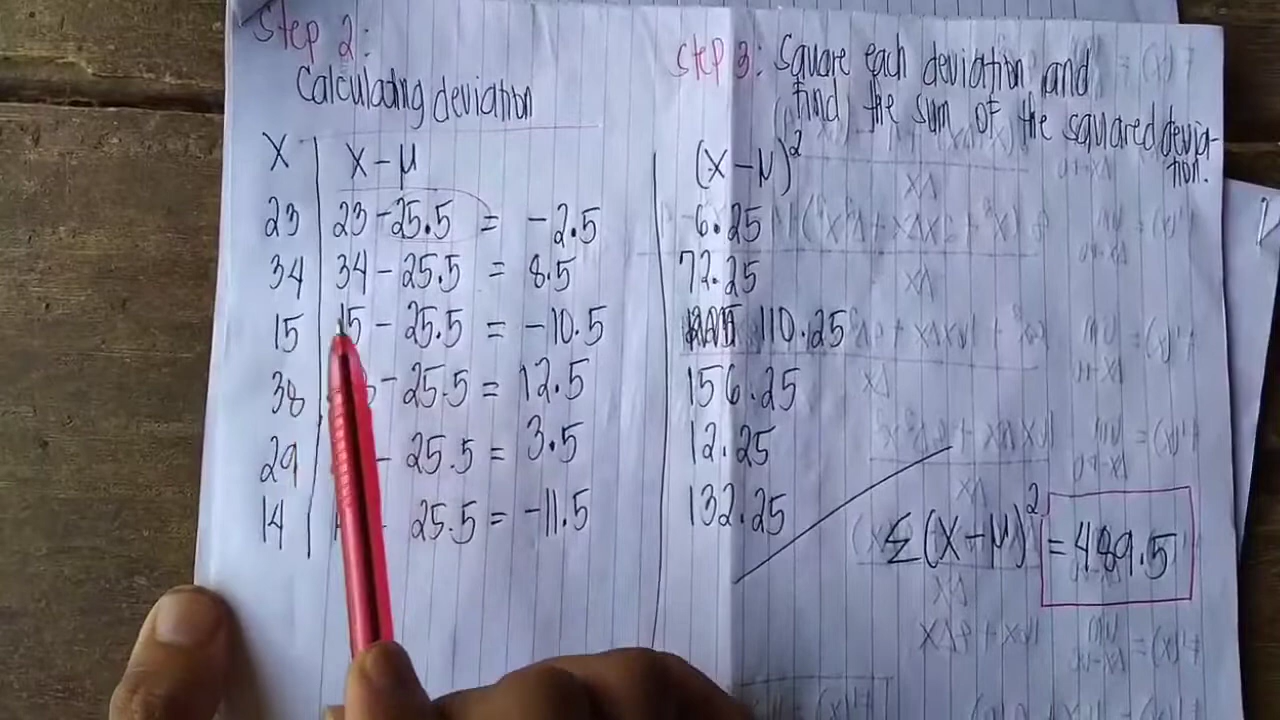 Step 2:
Calculating deviation
X | X - μ
23 | 23 - 25.5 = -2.5
34 | 34 - 25.5 = 8.5
15 | 15 - 25.5 = -10.5
38 - 25.5 = 12.5
29 - 25.5 = 3.5
14 - 25.5 = -11.5
Step 3: Square each deviation and
find the sum of the squared devia-
tion.
(X - μ)²
6.25
72.25
110.25
156.25
12.25
132.25
Σ(X - μ)² = 489.5